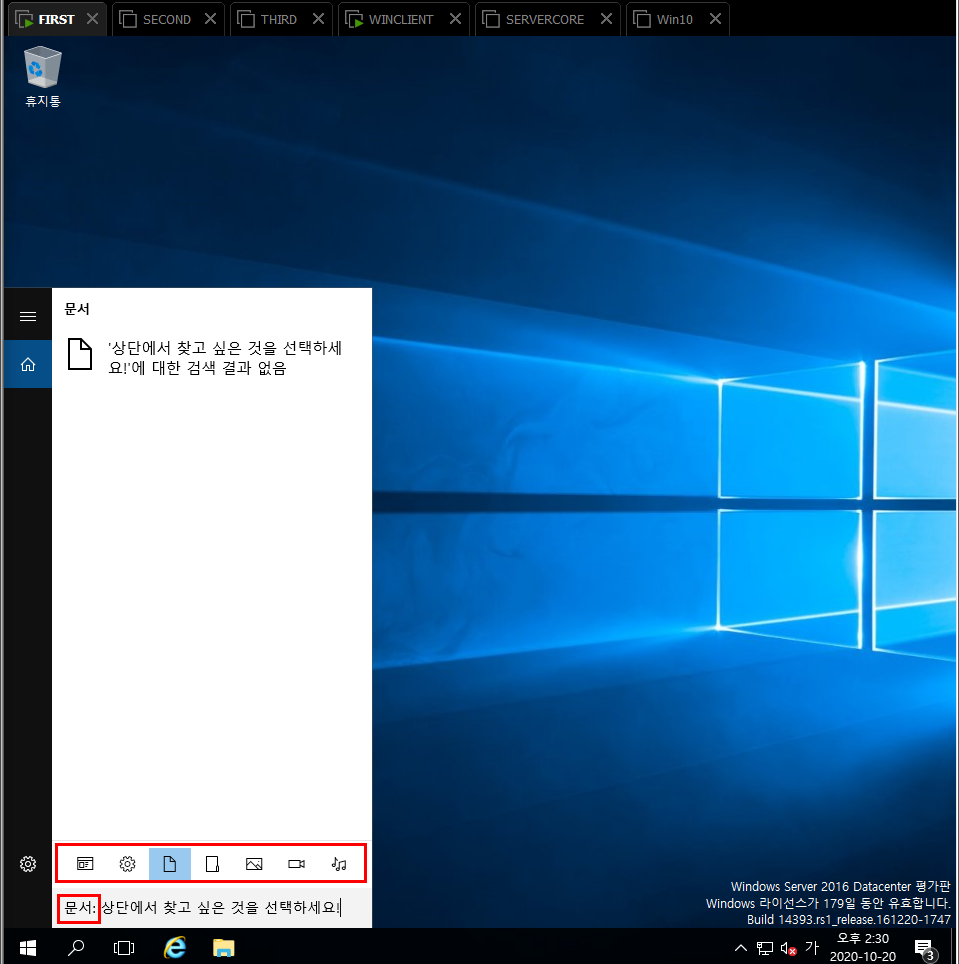 FIRST
SECOND
THIRD
WINCLIENT
SERVERCORE
Win10
휴지통
문서
'상단에서 찾고 싶은 것을 선택하세
요!'에 대한 검색 결과 없음
문서: 상단에서 찾고 싶은 것을 선택하세요!
Windows Server 2016 Datacenter 평가판
Windows 라이선스가 179일 동안 유효합니다.
Build 14393.rs1_release.161220-1747
가
오후 2:30
2020-10-20
3